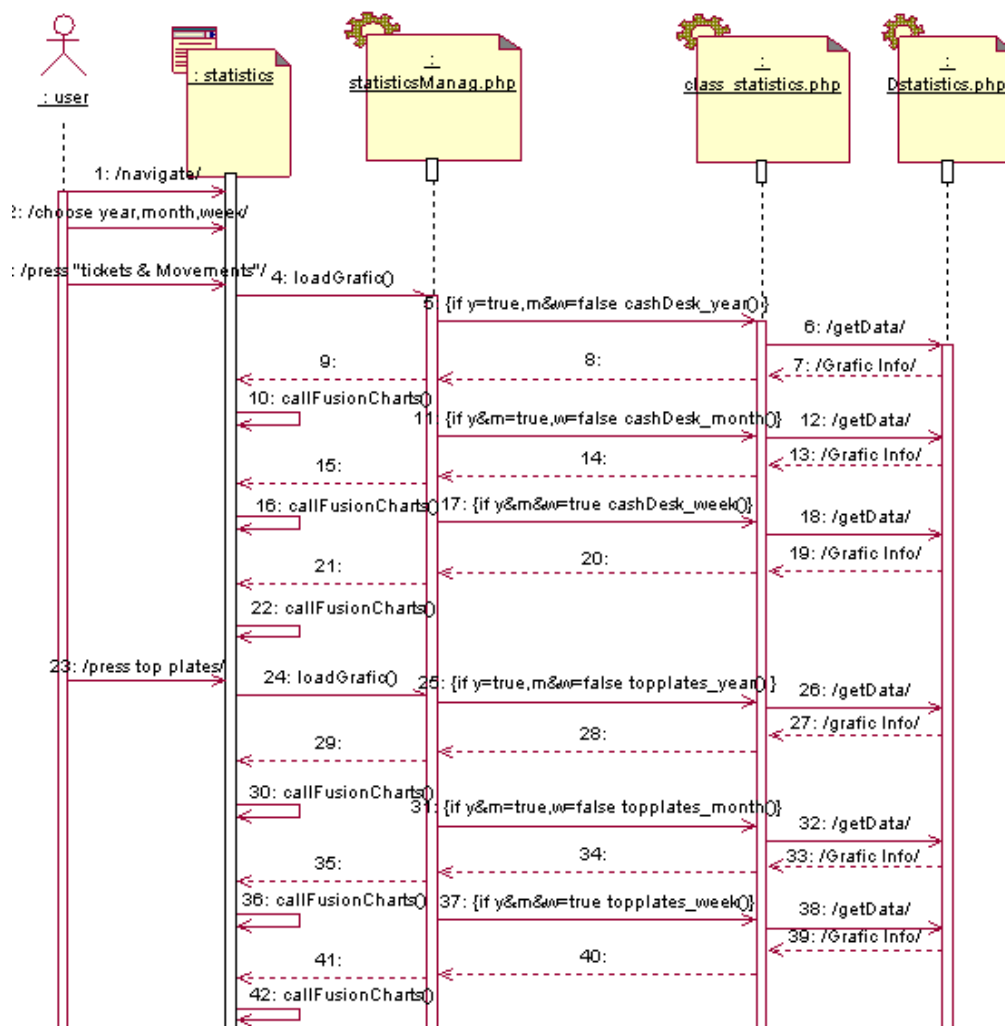 : user
: statistics
:
statisticsManag.php
:
class_statistics.php
:
Dstatistics.php
1: /navigate/
2: /choose year,month,week/
: /press "tickets & Movements"/
4: loadGrafic()
5: {if y=true,m&w=false cashDesk_year() }
6: /getData/
7: /Grafic Info/
8:
9:
10: callFusionCharts()
11: {if y&m=true,w=false cashDesk_month()}
12: /getData/
13: /Grafic Info/
14:
15:
16: callFusionCharts()
17: {if y&m&w=true cashDesk_week()}
18: /getData/
19: /Grafic Info/
20:
21:
22: callFusionCharts()
23: /press top plates/
24: loadGrafic()
25: {if y=true,m&w=false topplates_year() }
26: /getData/
27: /grafic Info/
28:
29:
30: callFusionCharts()
31: {if y&m=true,w=false topplates_month()}
32: /getData/
33: /Grafic Info/
34:
35:
36: callFusionCharts()
37: {if y&m&w=true topplates_week()}
38: /getData/
39: /Grafic Info/
40:
41:
42: callFusionCharts()